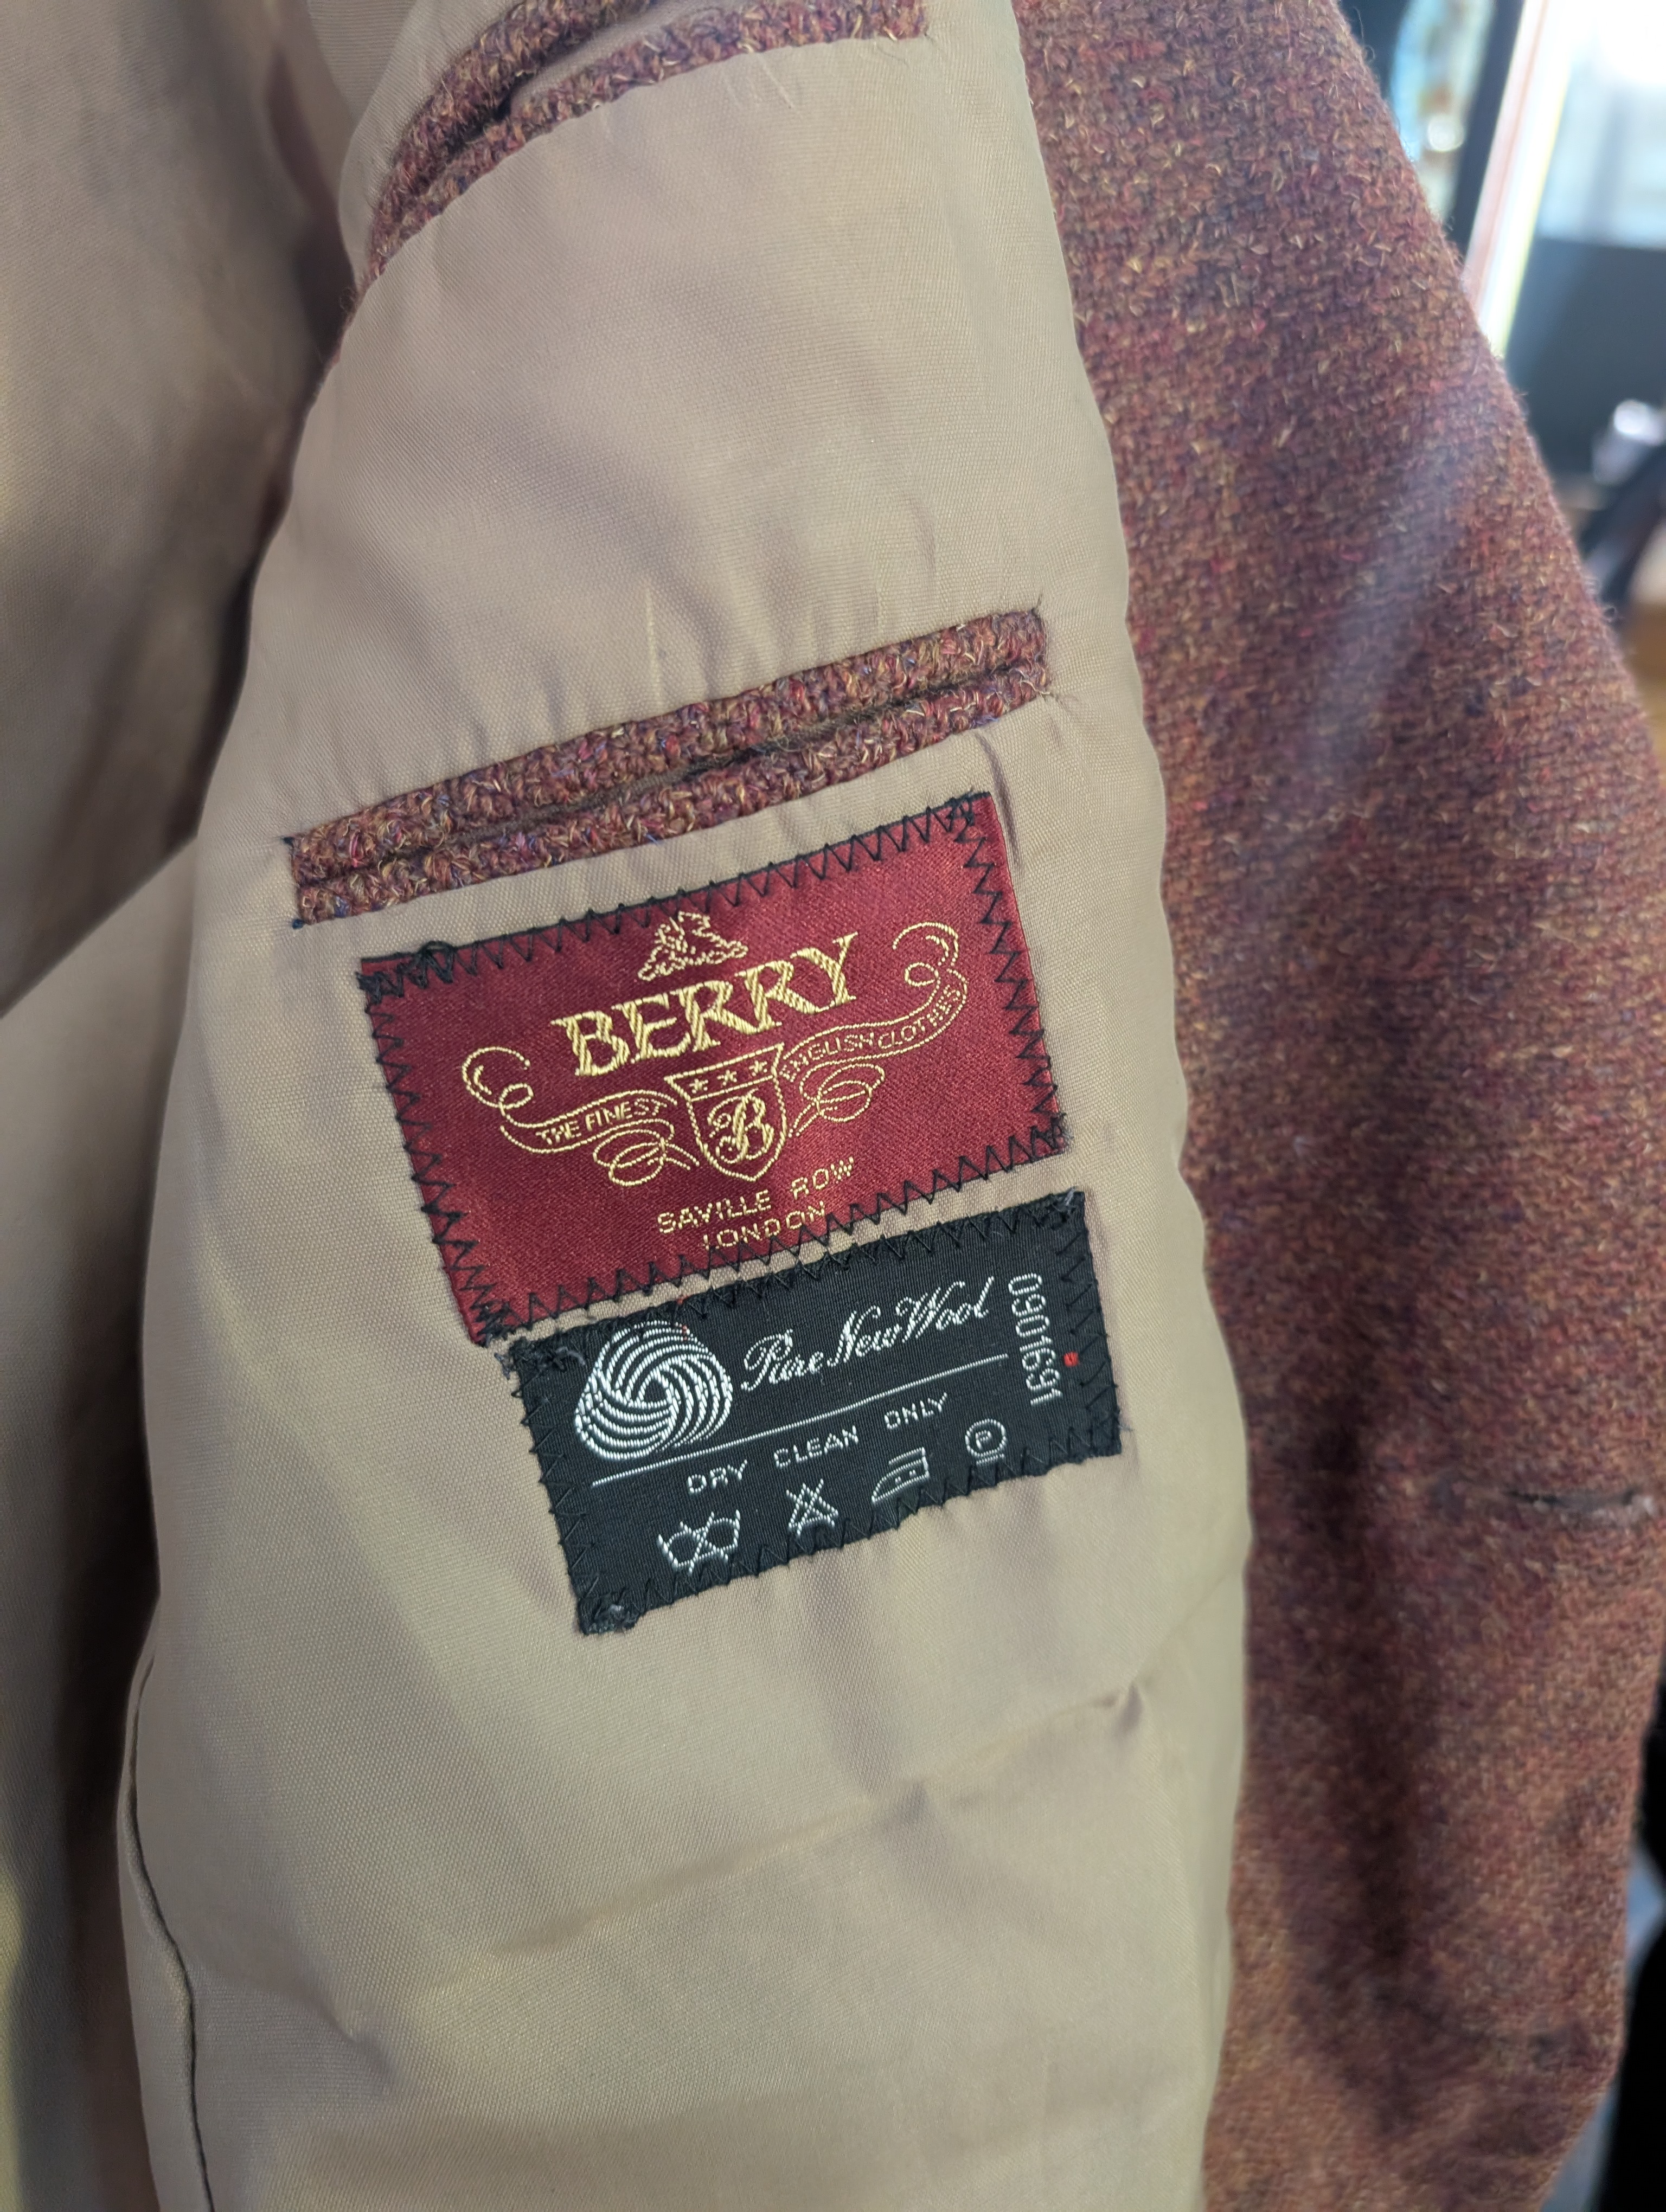 BERRY
THE FINEST B ENGLISH CLOTHES
SAVILLE ROW
LONDON
Pure New Wool
0901691
DRY CLEAN ONLY
P